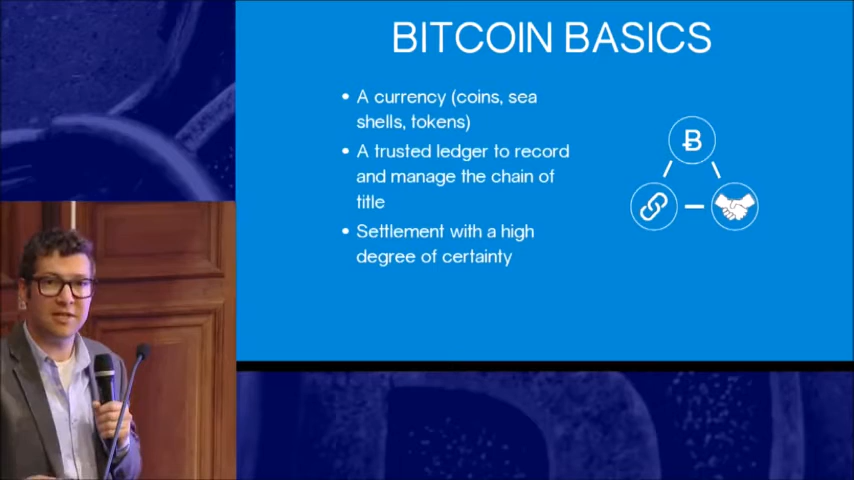 BITCOIN BASICS
• A currency (coins, sea
shells, tokens)
• A trusted ledger to record
and manage the chain of
title
• Settlement with a high
degree of certainty